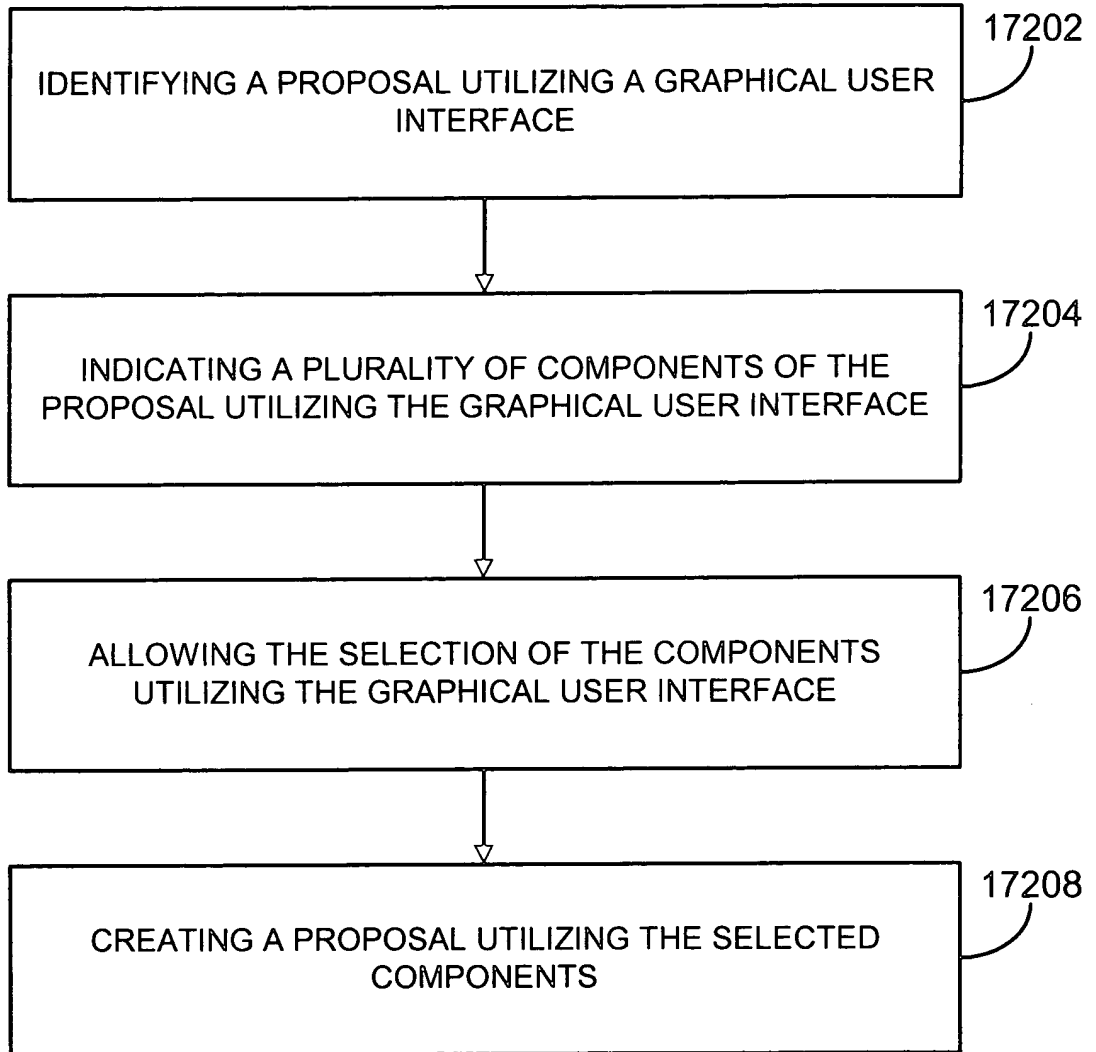 17202
IDENTIFYING A PROPOSAL UTILIZING A GRAPHICAL USER
INTERFACE
17204
INDICATING A PLURALITY OF COMPONENTS OF THE
PROPOSAL UTILIZING THE GRAPHICAL USER INTERFACE
17206
ALLOWING THE SELECTION OF THE COMPONENTS
UTILIZING THE GRAPHICAL USER INTERFACE
17208
CREATING A PROPOSAL UTILIZING THE SELECTED
COMPONENTS